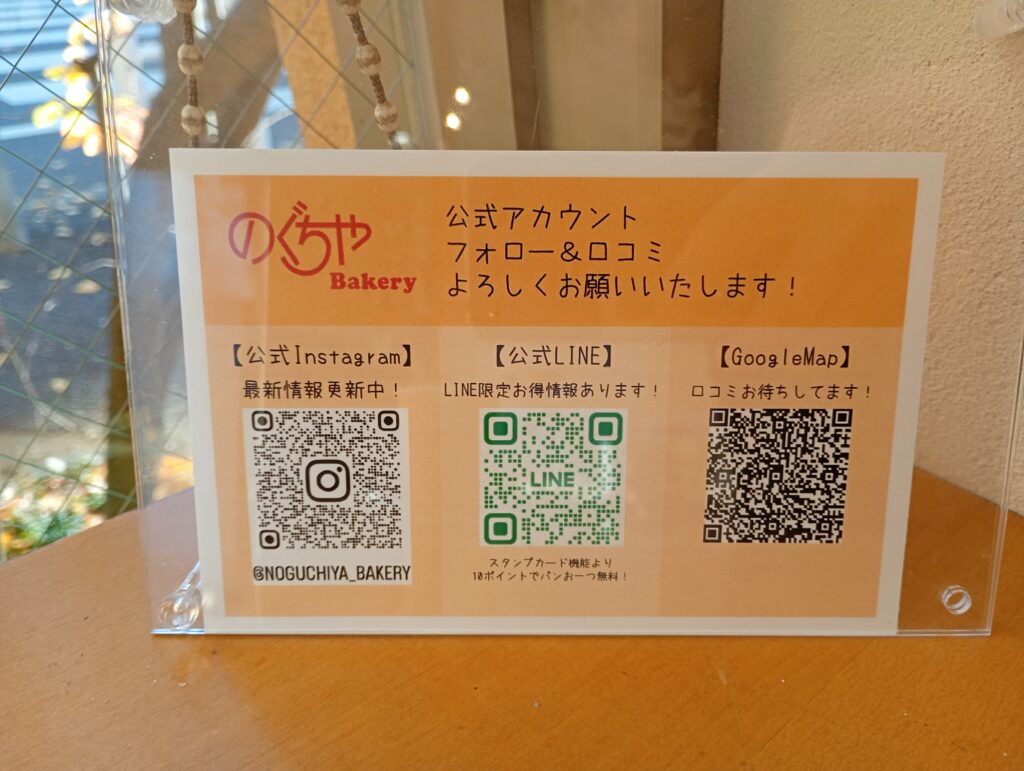 のぐちや
Bakery
公式アカウント
フォロー&口コミ
よろしくお願いいたします!
【公式Instagram】
最新情報更新中!
@NOGUCHIYA_BAKERY
【公式LINE】
LINE限定お得情報あります!
LINE
スタンプカード機能より
10ポイントでパンお一つ無料!
【GoogleMap】
口コミお待ちしてます!